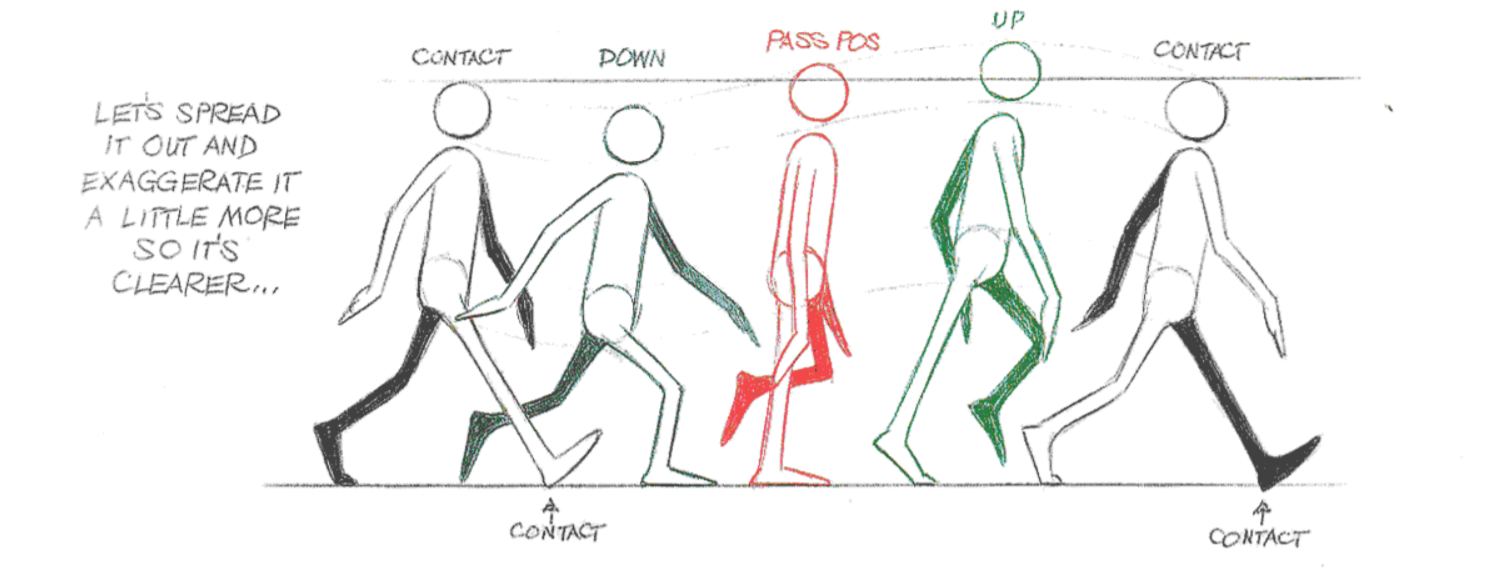 CONTACT
DOWN
PASS POS
UP
CONTACT
LET'S SPREAD
IT OUT AND
EXAGGERATE IT
A LITTLE MORE
SO IT'S
CLEARER...
CONTACT
CONTACT